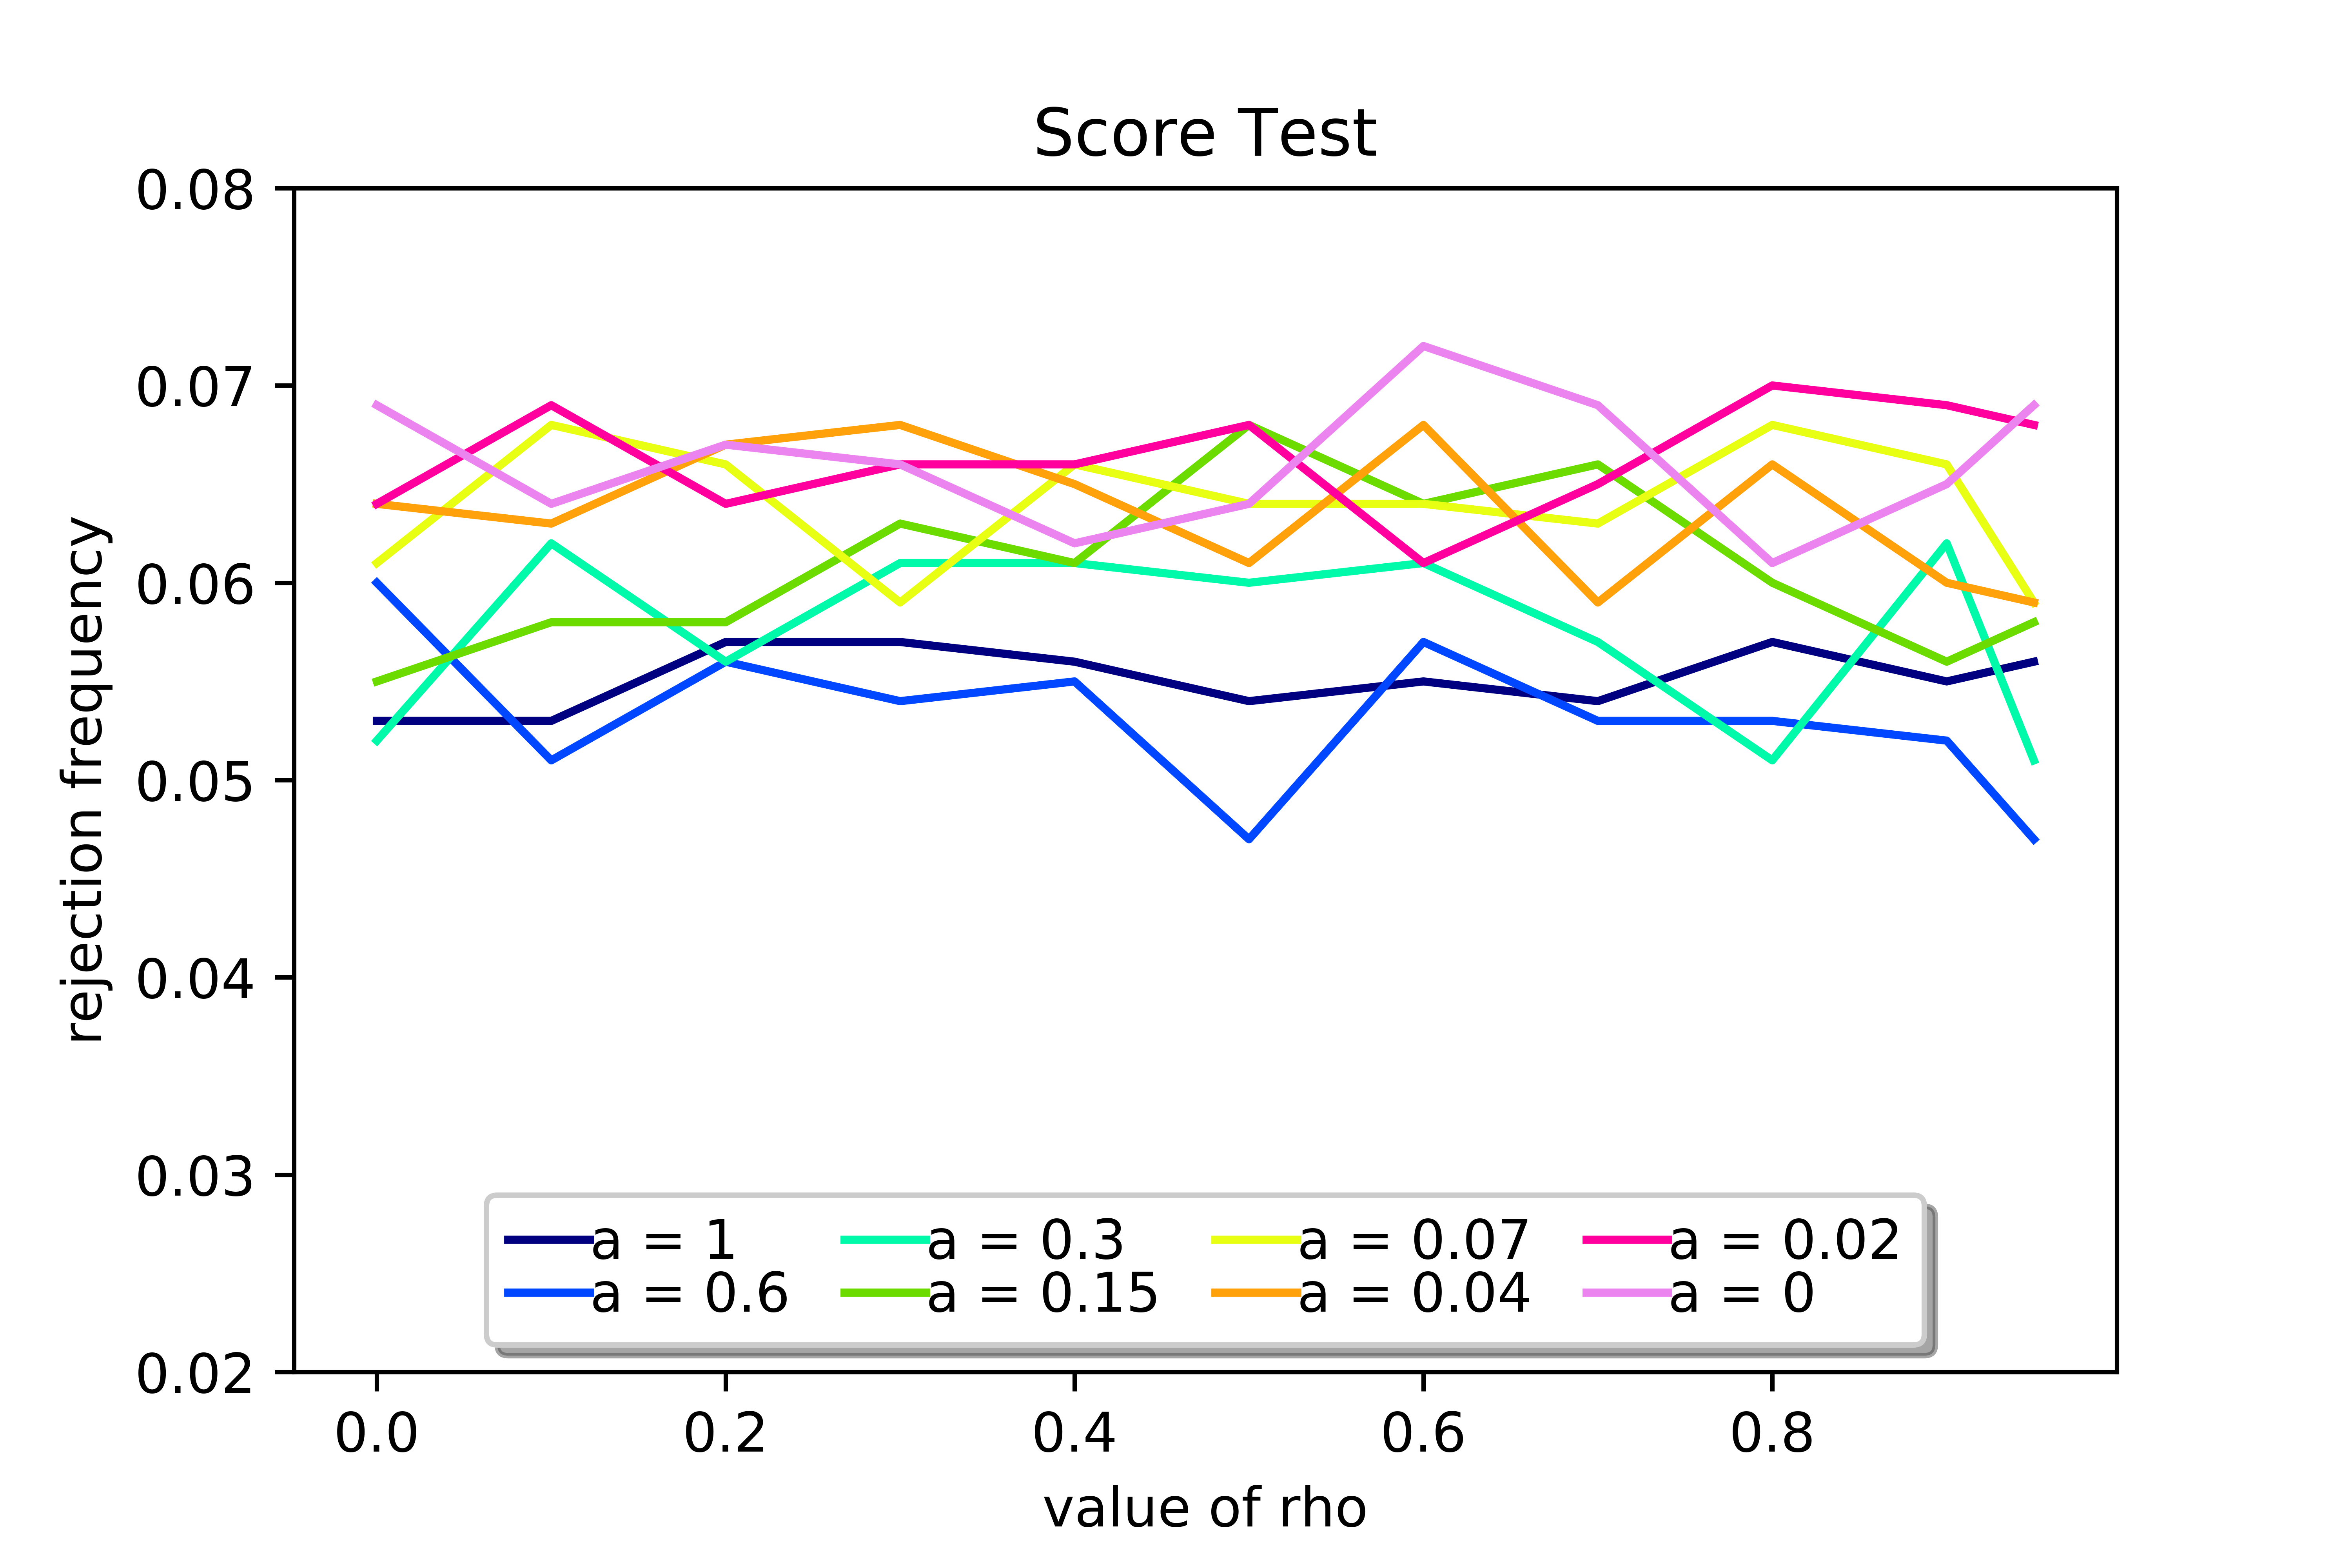 Score Test
0.08
0.07
0.06
0.05
0.04
0.03
0.02
rejection frequency
a = 1
a = 0.3
a = 0.07
a = 0.02
a = 0.6
a = 0.15
a = 0.04
a = 0
0.0 0.2 0.4 0.6 0.8
value of rho